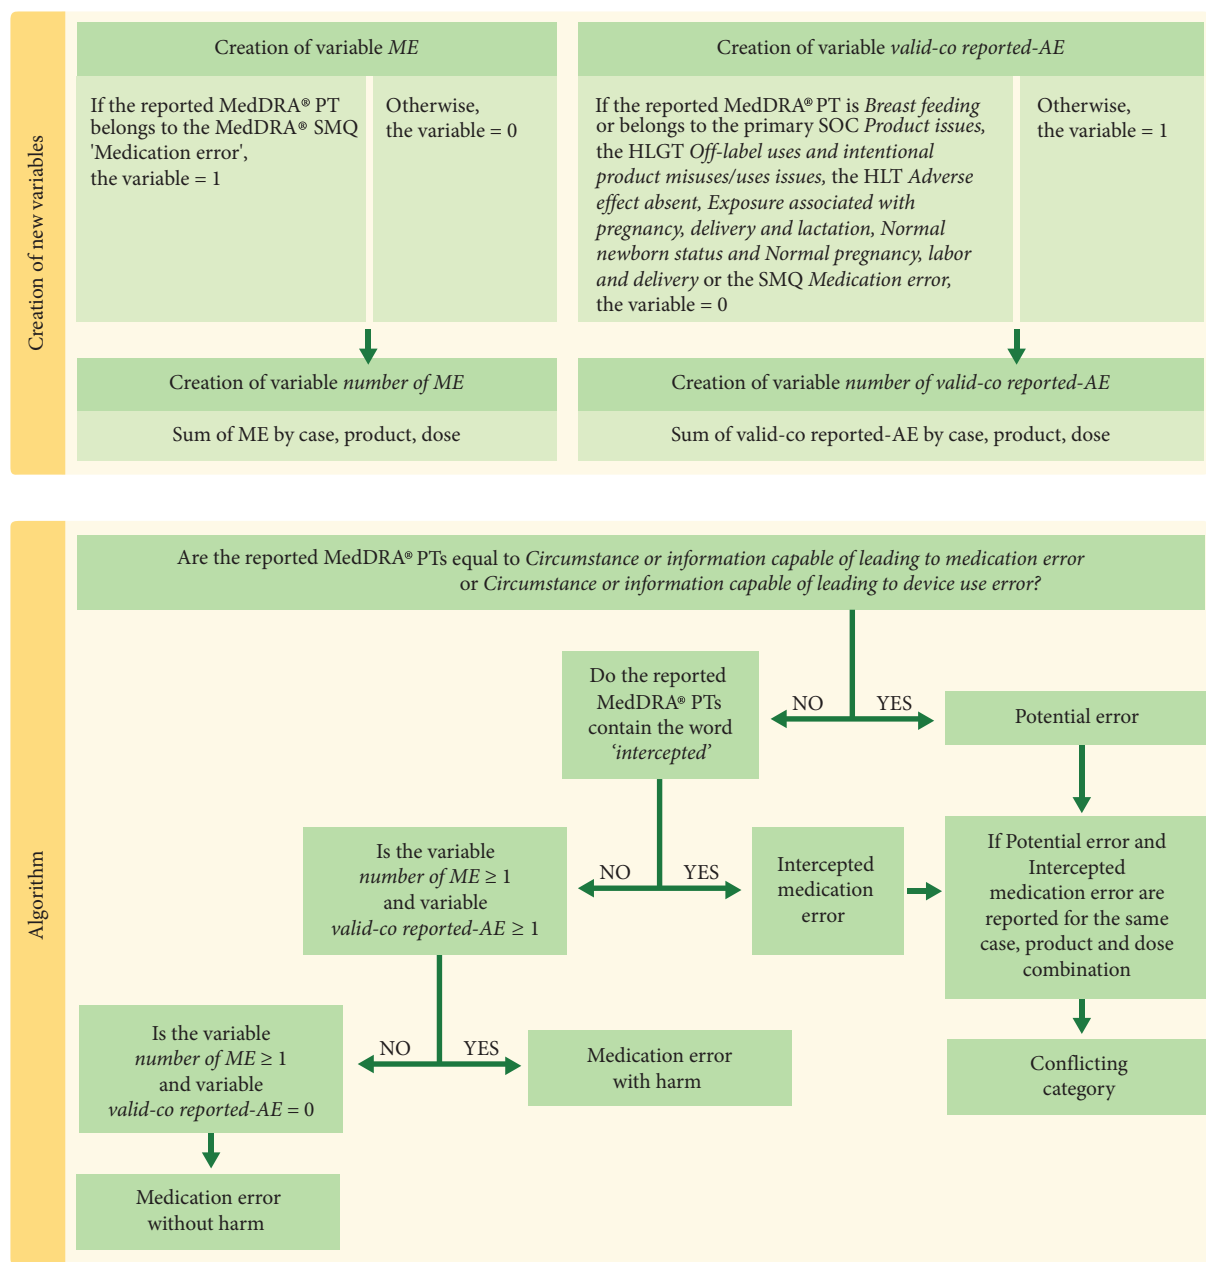 Creation of new variables
Creation of variable ME
If the reported MedDRA® PT
belongs to the MedDRA® SMQ
'Medication error',
the variable = 1
Otherwise,
the variable = 0
Creation of variable number of ME
Sum of ME by case, product, dose
Creation of variable valid-co reported-AE
If the reported MedDRA® PT is Breast feeding
or belongs to the primary SOC Product issues,
the HLGT Off-label uses and intentional
product misuses/uses issues, the HLT Adverse
effect absent, Exposure associated with
pregnancy, delivery and lactation, Normal
newborn status and Normal pregnancy, labor
and delivery or the SMQ Medication error,
the variable = 0
Otherwise,
the variable = 1
Creation of variable number of valid-co reported-AE
Sum of valid-co reported-AE by case, product, dose
Algorithm
Are the reported MedDRA® PTs equal to Circumstance or information capable of leading to medication error
or Circumstance or information capable of leading to device use error?
NO
YES
Do the reported
MedDRA® PTs
contain the word
‘intercepted’
Potential error
NO
YES
Is the variable
number of ME ≥ 1
and variable
valid-co reported-AE ≥ 1
Intercepted
medication
error
If Potential error and
Intercepted
medication error are
reported for the same
case, product and dose
combination
NO
YES
Is the variable
number of ME ≥ 1
and variable
valid-co reported-AE = 0
Medication error
with harm
Conflicting
category
Medication error
without harm